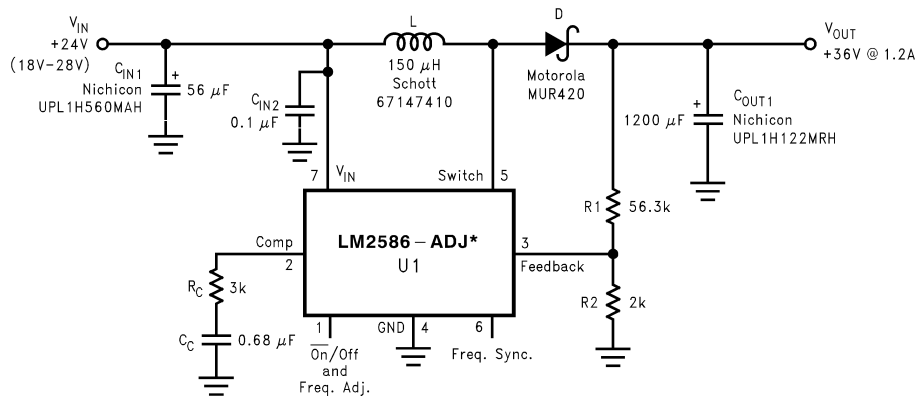 V_IN
+24V
(18V-28V)
C_IN1
+
Nichicon
UPL1H560MAH
56 μF
C_IN2
0.1 μF
L
150 μH
Schott
67147410
D
Motorola
MUR420
V_OUT
+36V @ 1.2A
+
1200 μF
C_OUT1
Nichicon
UPL1H122MRH
7
V_IN
Switch
5
R1
56.3k
LM2586-ADJ*
U1
Comp
2
3
Feedback
R_C
3k
R2
2k
C_C
0.68 μF
1
On/Off
and
Freq. Adj.
GND
4
6
Freq. Sync.